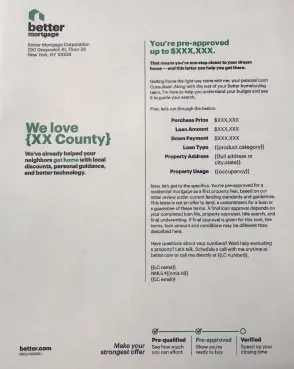 better
mortgage
Better Mortgage Corporation
250 Greenwich St, Floor 59
New York, NY 10006
We love
{XX County}
We've already helped your
neighbors get home with local
discounts, personal guidance,
and better technology.
You're pre-approved
up to $XXX,XXX.
That means you're one step closer to your dream
home — and this letter can help you get there.
Getting home the right way starts with me, your personal Loan
Consultant. Along with the rest of your Better homebuying
team, I'm here to help you understand your budget and use
it to guide your search.
First, let's run through the basics:
Purchase Price $XXX,XXX
Loan Amount $XXX,XXX
Down Payment $XXX,XXX
Loan Type {{product category}}
Property Address {{full address or
city, state}}
Property Usage {{occupancy}}
Now, let's get to the specifics. You're pre-approved for a
residential mortgage as a first property lien, based on our
initial review under current lending standards and guidelines.
This letter is not an offer to lend, a commitment for a loan or
a guarantee of these terms. A final loan approval depends on
your completed loan file, property appraisal, title search, and
final underwriting. If final approval is given for this loan, the
terms, loan amount and conditions may be different than
described here.
Have questions about your numbers? Want help
evaluating a property? Let's talk. Schedule a call with me anytime at
better.com or call me directly at {{LC number}}.
{{LC name}}
NMLS #{{nmls id}}
{{LC email}}
better.com
Make your
strongest offer
Pre-qualified
See how much
you can afford
Pre-approved
Show you're
ready to buy
Verified
Speed up your
closing time